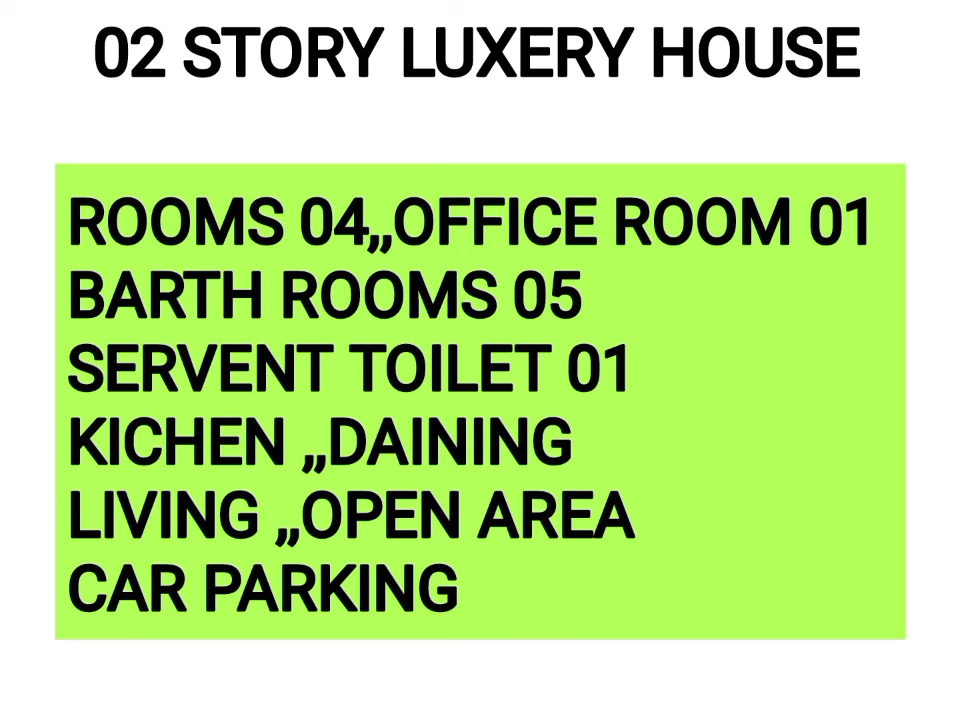 02 STORY LUXERY HOUSE
ROOMS 04,,OFFICE ROOM 01
BARTH ROOMS 05
SERVENT TOILET 01
KICHEN ,,DAINING
LIVING ,,OPEN AREA
CAR PARKING